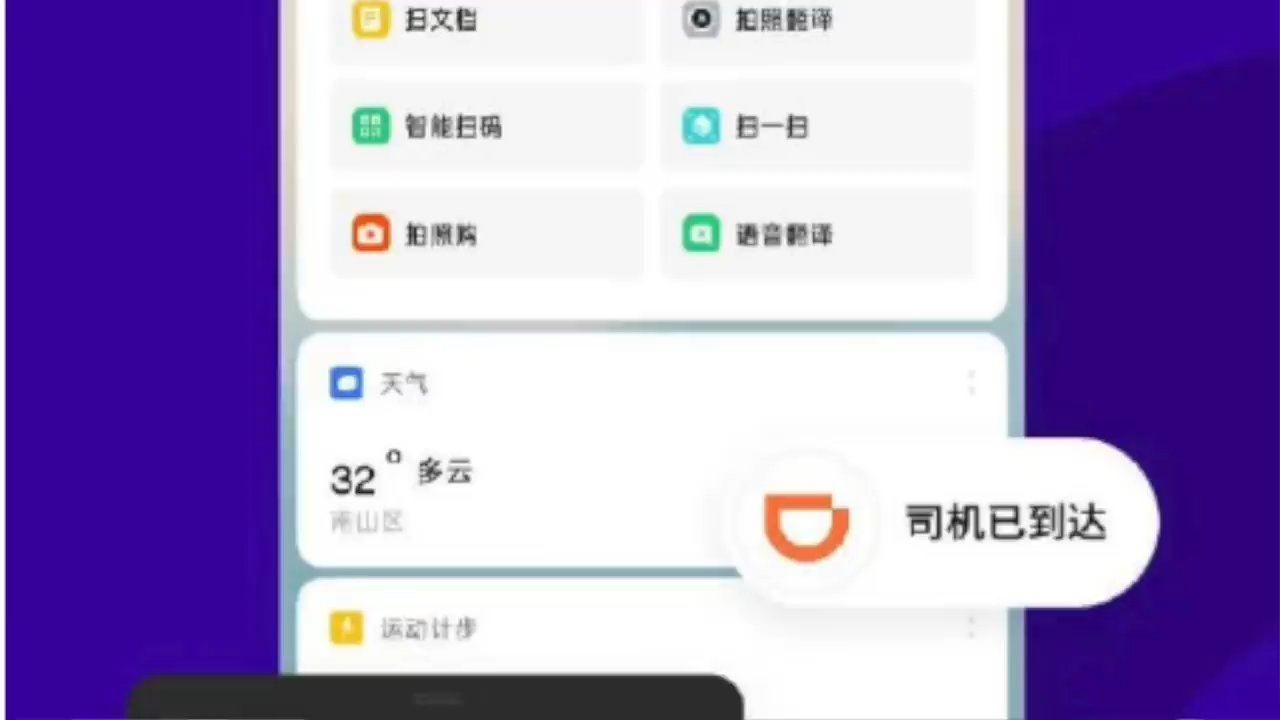 扫文档
拍照翻译
智能扫码
扫一扫
拍照购
语音翻译
天气
32° 多云
南山区
司机已到达
运动计步